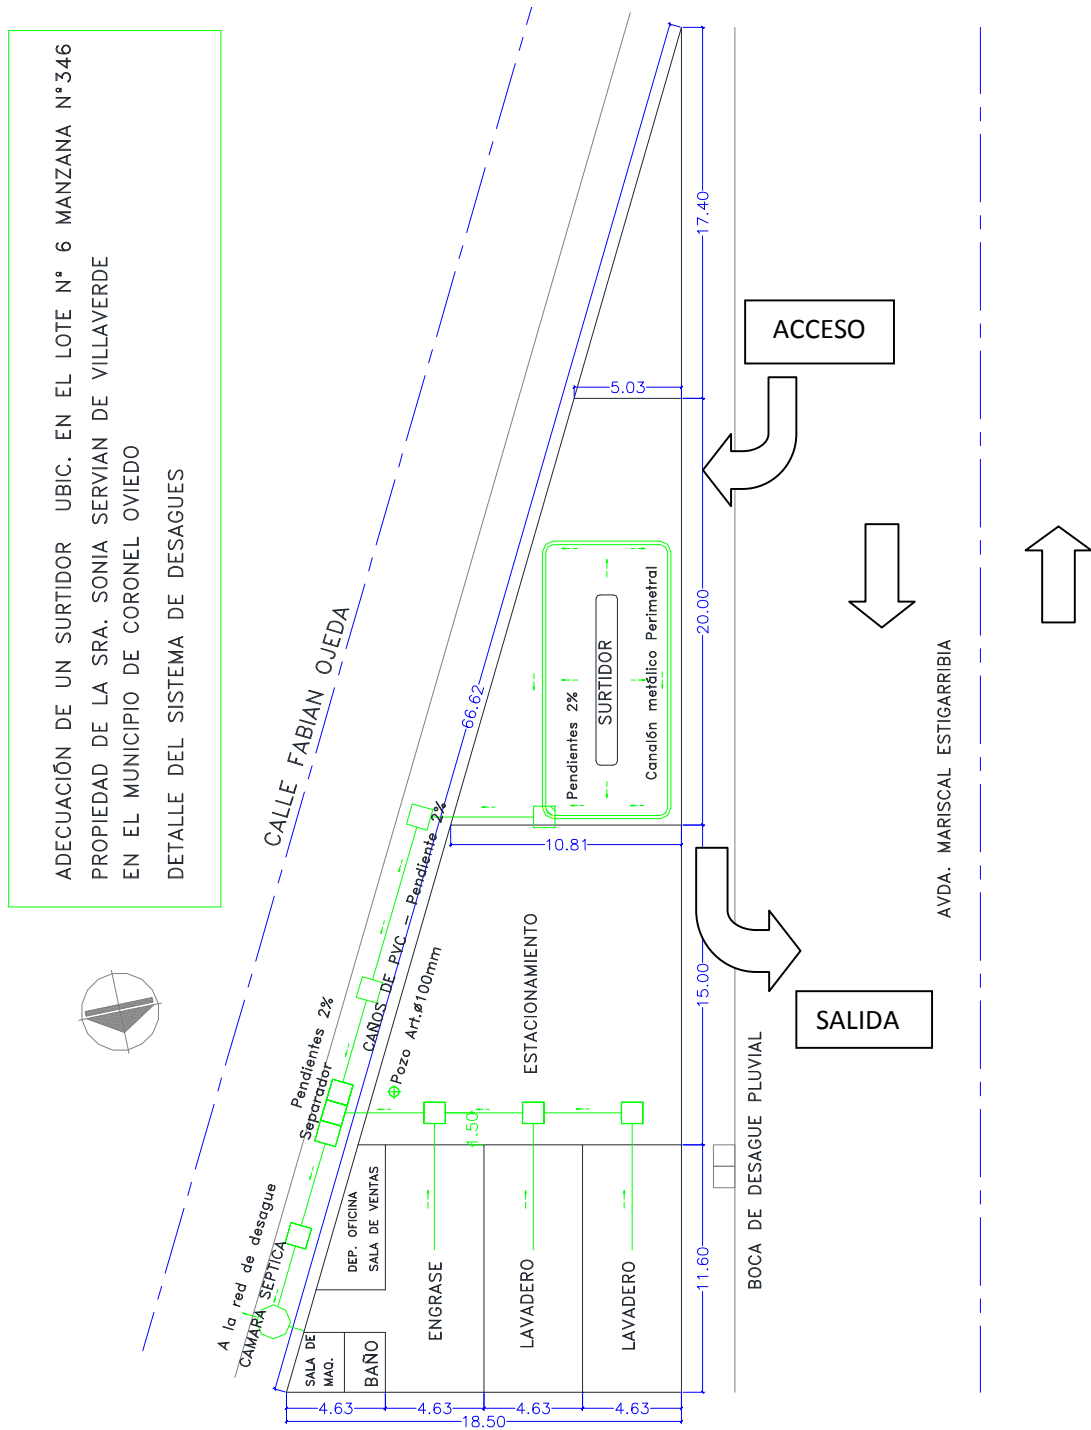 ADECUACIÓN DE UN SURTIDOR UBIC. EN EL LOTE N° 6 MANZANA N°346
PROPIEDAD DE LA SRA. SONIA SERVIAN DE VILLAVERDE
EN EL MUNICIPIO DE CORONEL OVIEDO
DETALLE DEL SISTEMA DE DESAGUES
CALLE FABIAN OJEDA
17.40
ACCESO
5.03
20.00
66.62
SURTIDOR
Pendientes 2%
Canalón metálico Perimetral
10.81
CAÑOS DE PVC - Pendiente 2%
Pozo Art.ø100mm
ESTACIONAMIENTO
15.00
SALIDA
AVDA. MARISCAL ESTIGARRIBIA
Pendientes 2%
Separador
1.50
BOCA DE DESAGUE PLUVIAL
A la red de desague
CAMARA SEPTICA
DEP. OFICINA
SALA DE VENTAS
ENGRASE
LAVADERO
LAVADERO
11.60
SALA DE
MAQ.
BAÑO
4.63
4.63
4.63
4.63
18.50